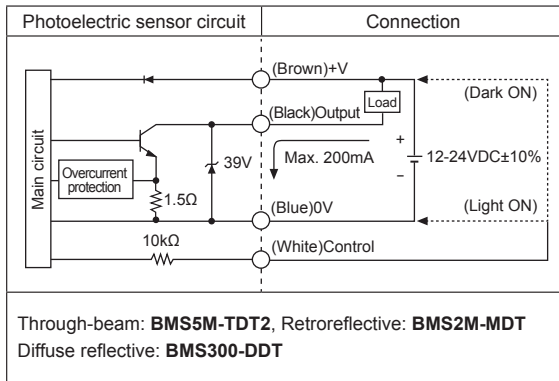 Photoelectric sensor circuit
Connection
(Brown)+V
(Dark ON)
(Black)Output
Load
Main circuit
Overcurrent
protection
39V
Max. 200mA
+
12-24VDC±10%
−
1.5Ω
(Blue)0V
(Light ON)
10kΩ
(White)Control
Through-beam: BMS5M-TDT2, Retroreflective: BMS2M-MDT
Diffuse reflective: BMS300-DDT